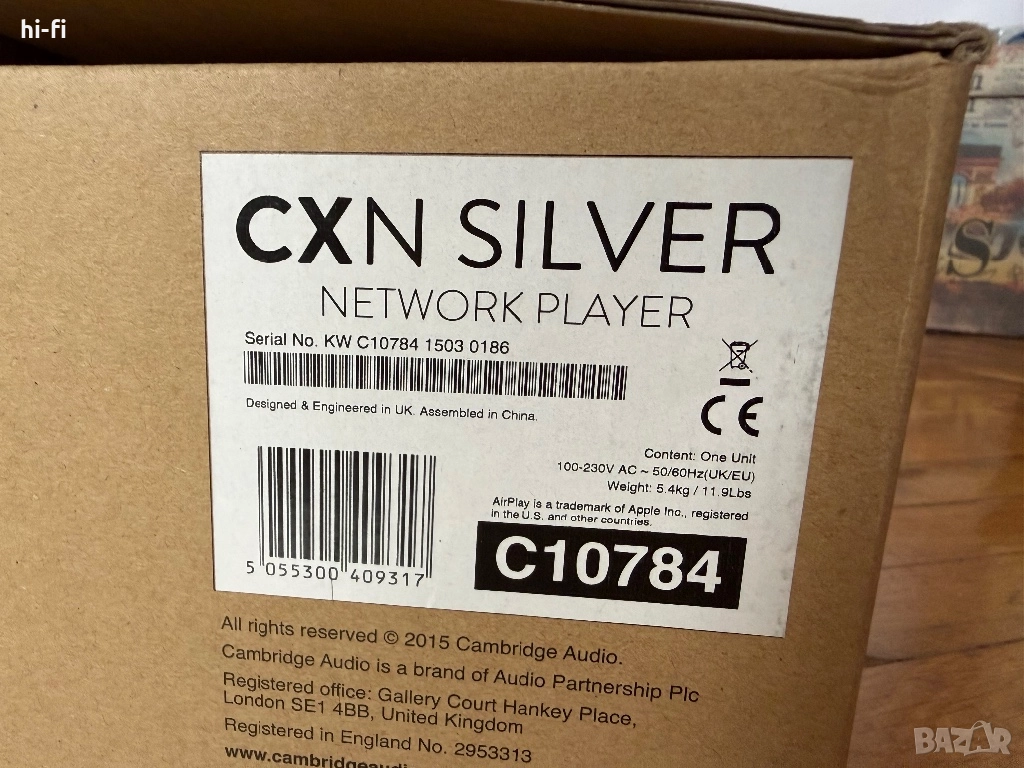 hi-fi
CXN SILVER
NETWORK PLAYER
Serial No. KW C10784 1503 0186
Designed & Engineered in UK. Assembled in China.
CE
Content: One Unit
100-230V AC ~ 50/60Hz(UK/EU)
Weight: 5.4kg / 11.9Lbs
AirPlay is a trademark of Apple Inc., registered
in the U.S. and other countries.
C10784
5 055300 409317
All rights reserved © 2015 Cambridge Audio.
Cambridge Audio is a brand of Audio Partnership Plc
Registered office: Gallery Court Hankey Place,
London SE1 4BB, United Kingdom
Registered in England No. 2953313
S
BAZAR